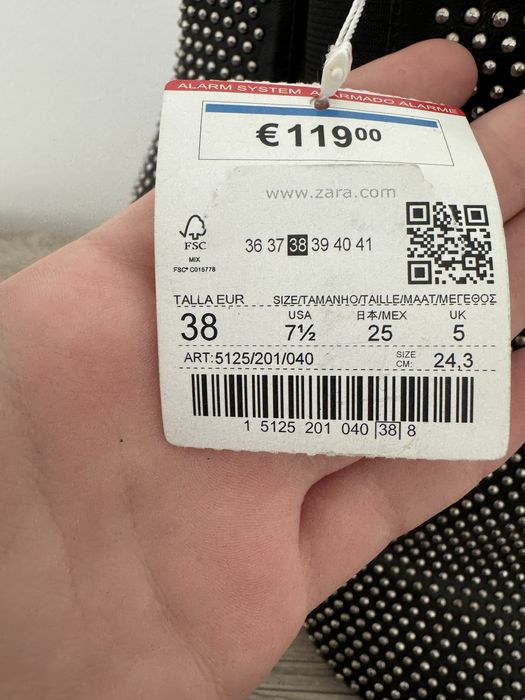 ALARM SYSTEM ARMADO ALARME
€ 119⁰⁰
www.zara.com
FSC
MIX
FSC® C015778
36 37 38 39 40 41
TALLA EUR SIZE/TAMANHO/TAILLE/MAAT/ΜΕΓΕΘΟΣ
USA 日本/MEX UK
38 7½ 25 5
ART: 5125/201/040 SIZE CM: 24,3
1 5125 201 040 38 8